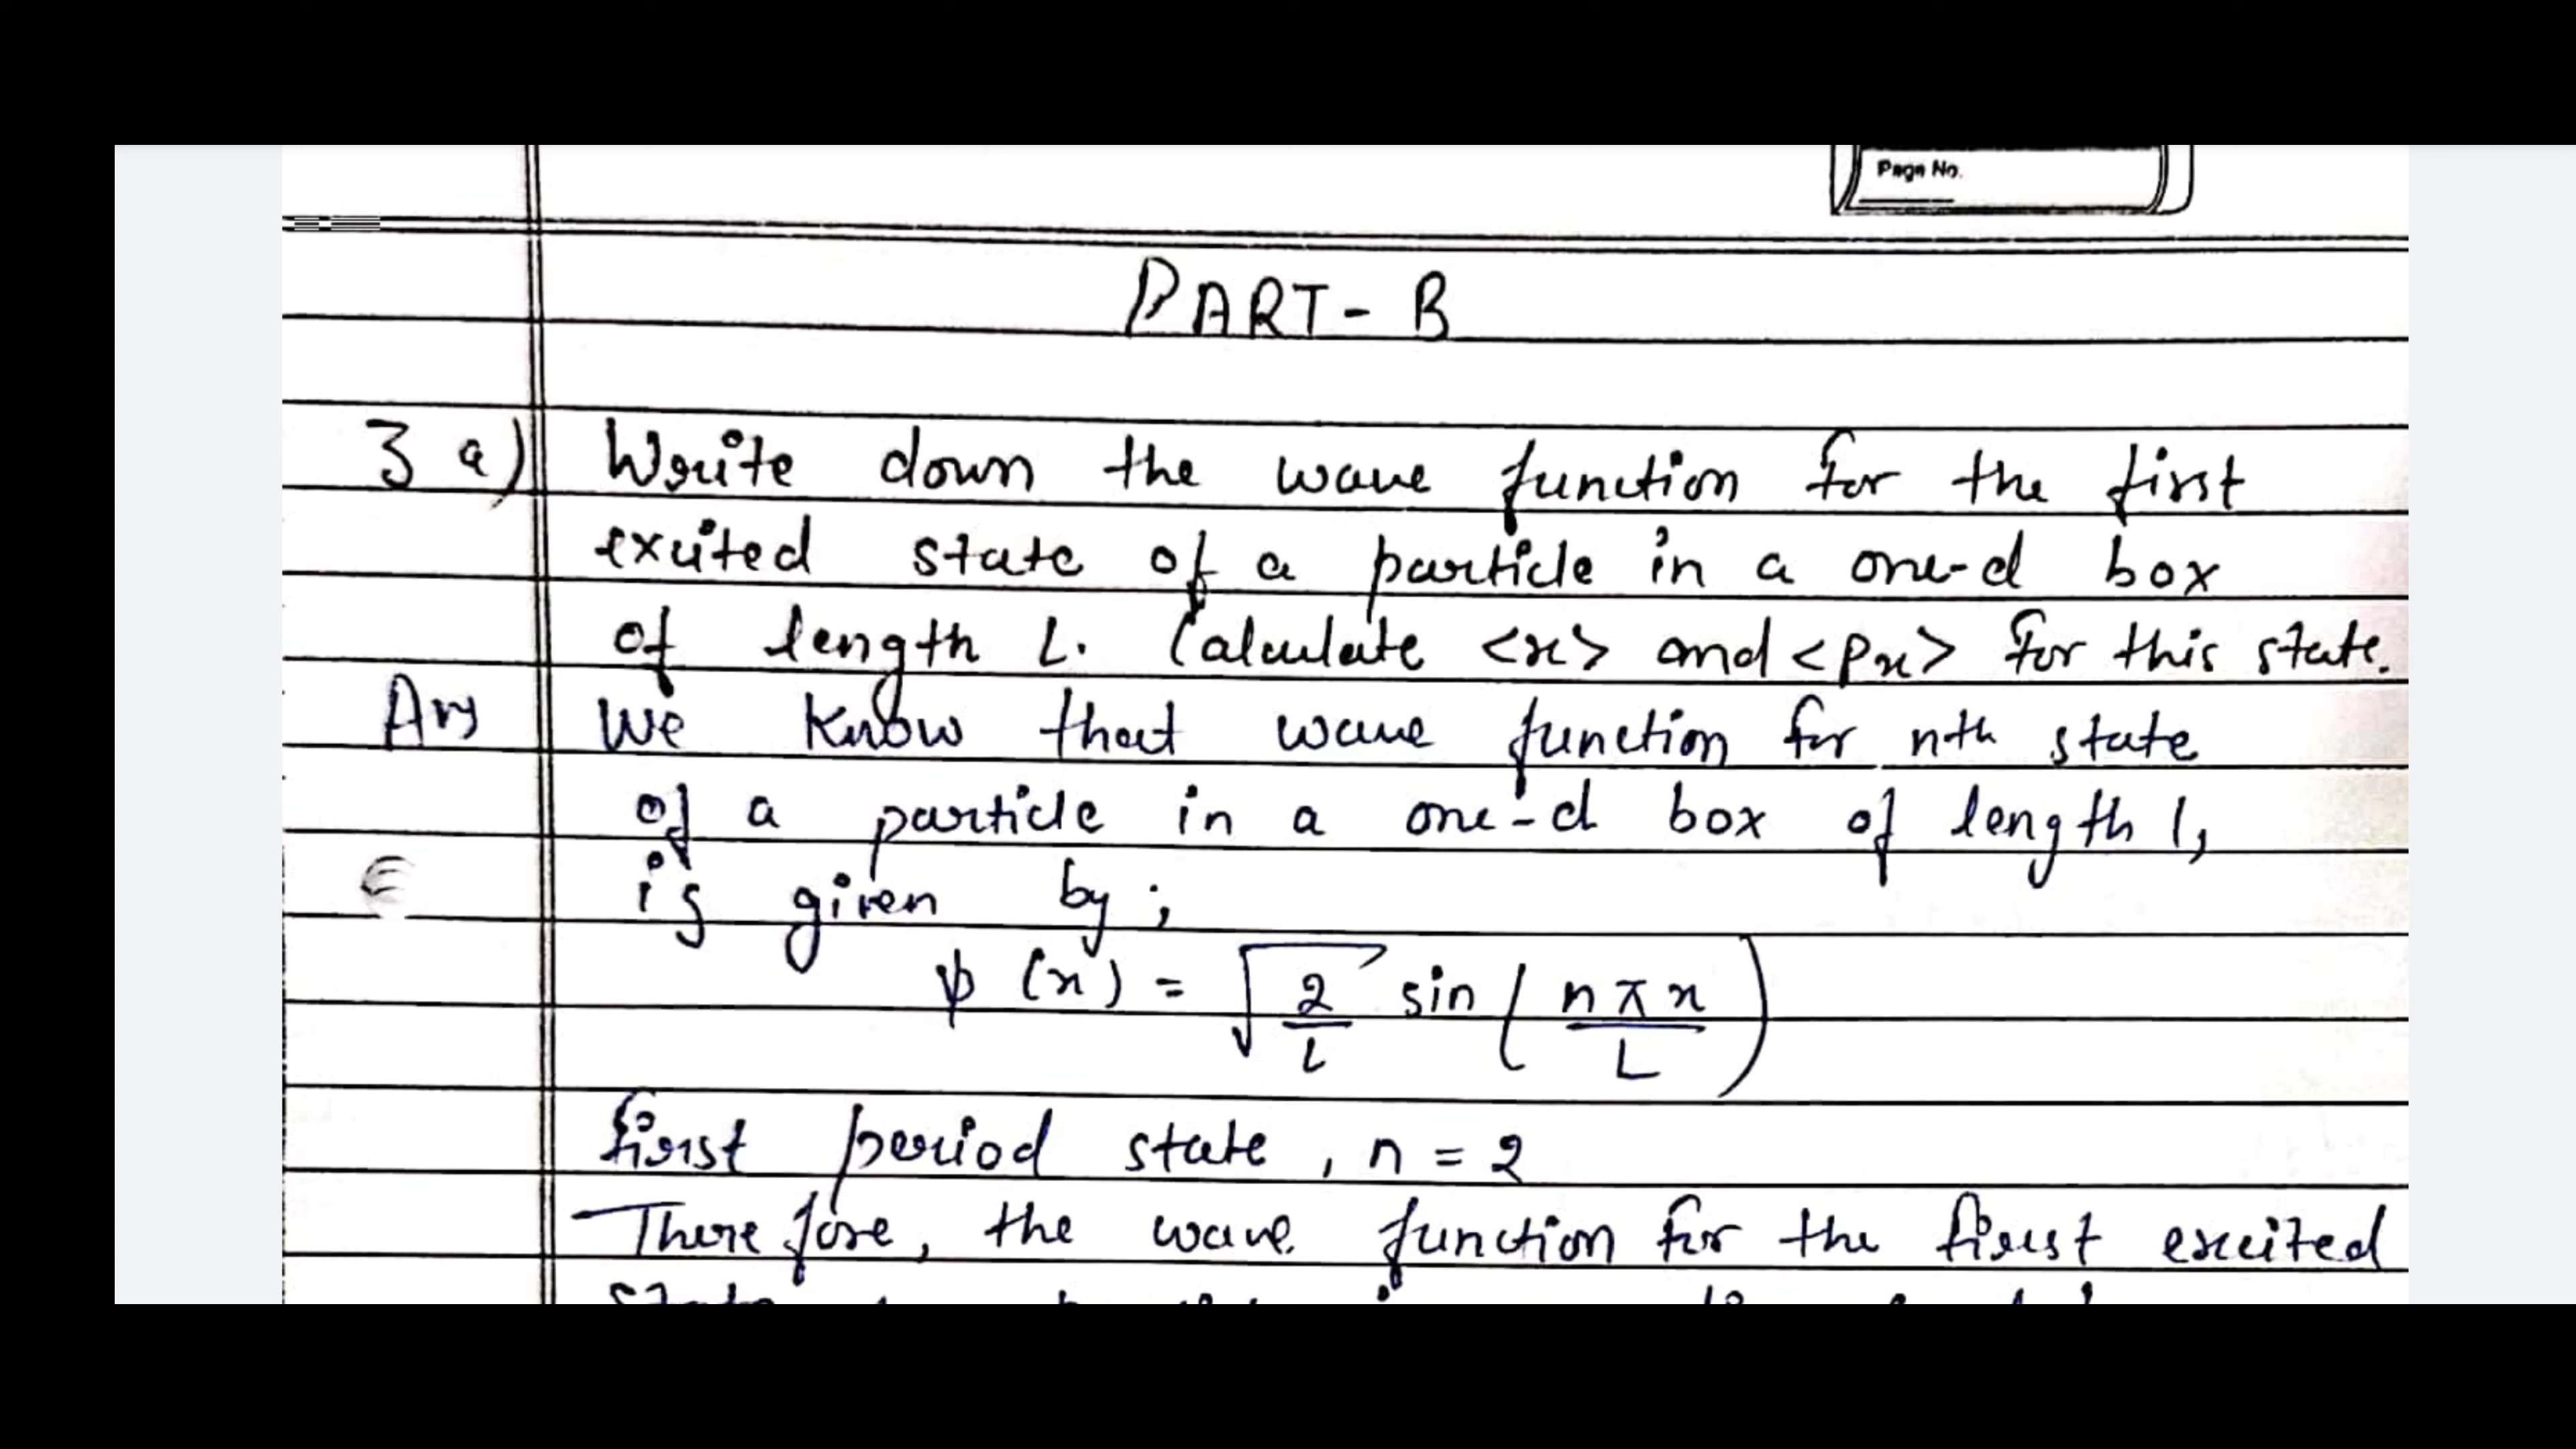 Page No.
PART - B
3 a) Write down the wave function for the first
excited state of a particle in a one-d box
of length L. Calculate <x> and <px> for this state.
Ans We know that wave function for nth state
of a particle in a one-d box of length l,
is given by;
ψ (x) = √2/L sin ( nπx / L )
first period state, n = 2
Therefore, the wave function for the first excited